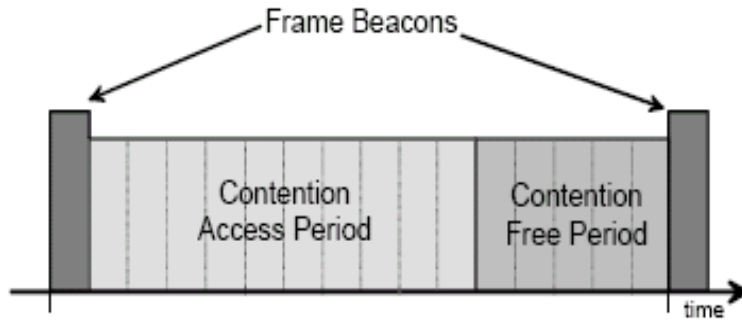 Frame Beacons
Contention
Access Period
Contention
Free Period
time